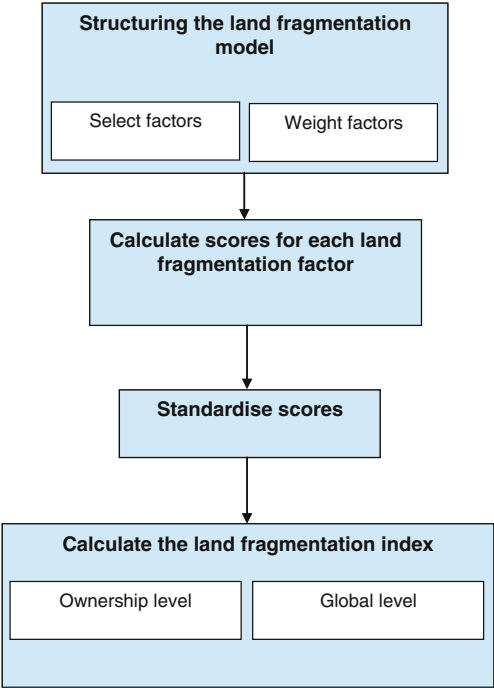 Structuring the land fragmentation
model
Select factors
Weight factors
Calculate scores for each land
fragmentation factor
Standardise scores
Calculate the land fragmentation index
Ownership level
Global level